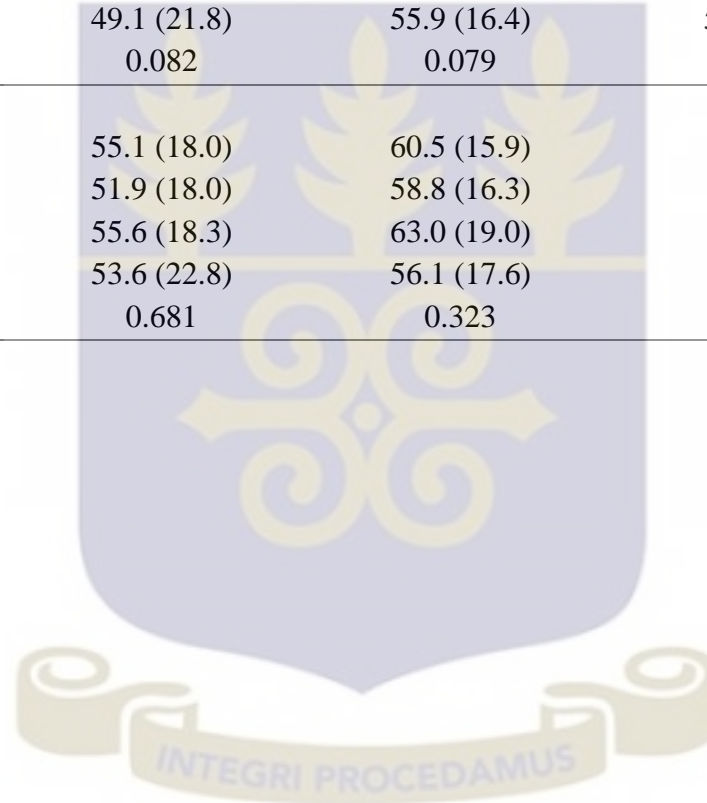 49.1 (21.8) 55.9 (16.4)
0.082 0.079
55.1 (18.0) 60.5 (15.9)
51.9 (18.0) 58.8 (16.3)
55.6 (18.3) 63.0 (19.0)
53.6 (22.8) 56.1 (17.6)
0.681 0.323
INTEGRI PROCEDAMUS